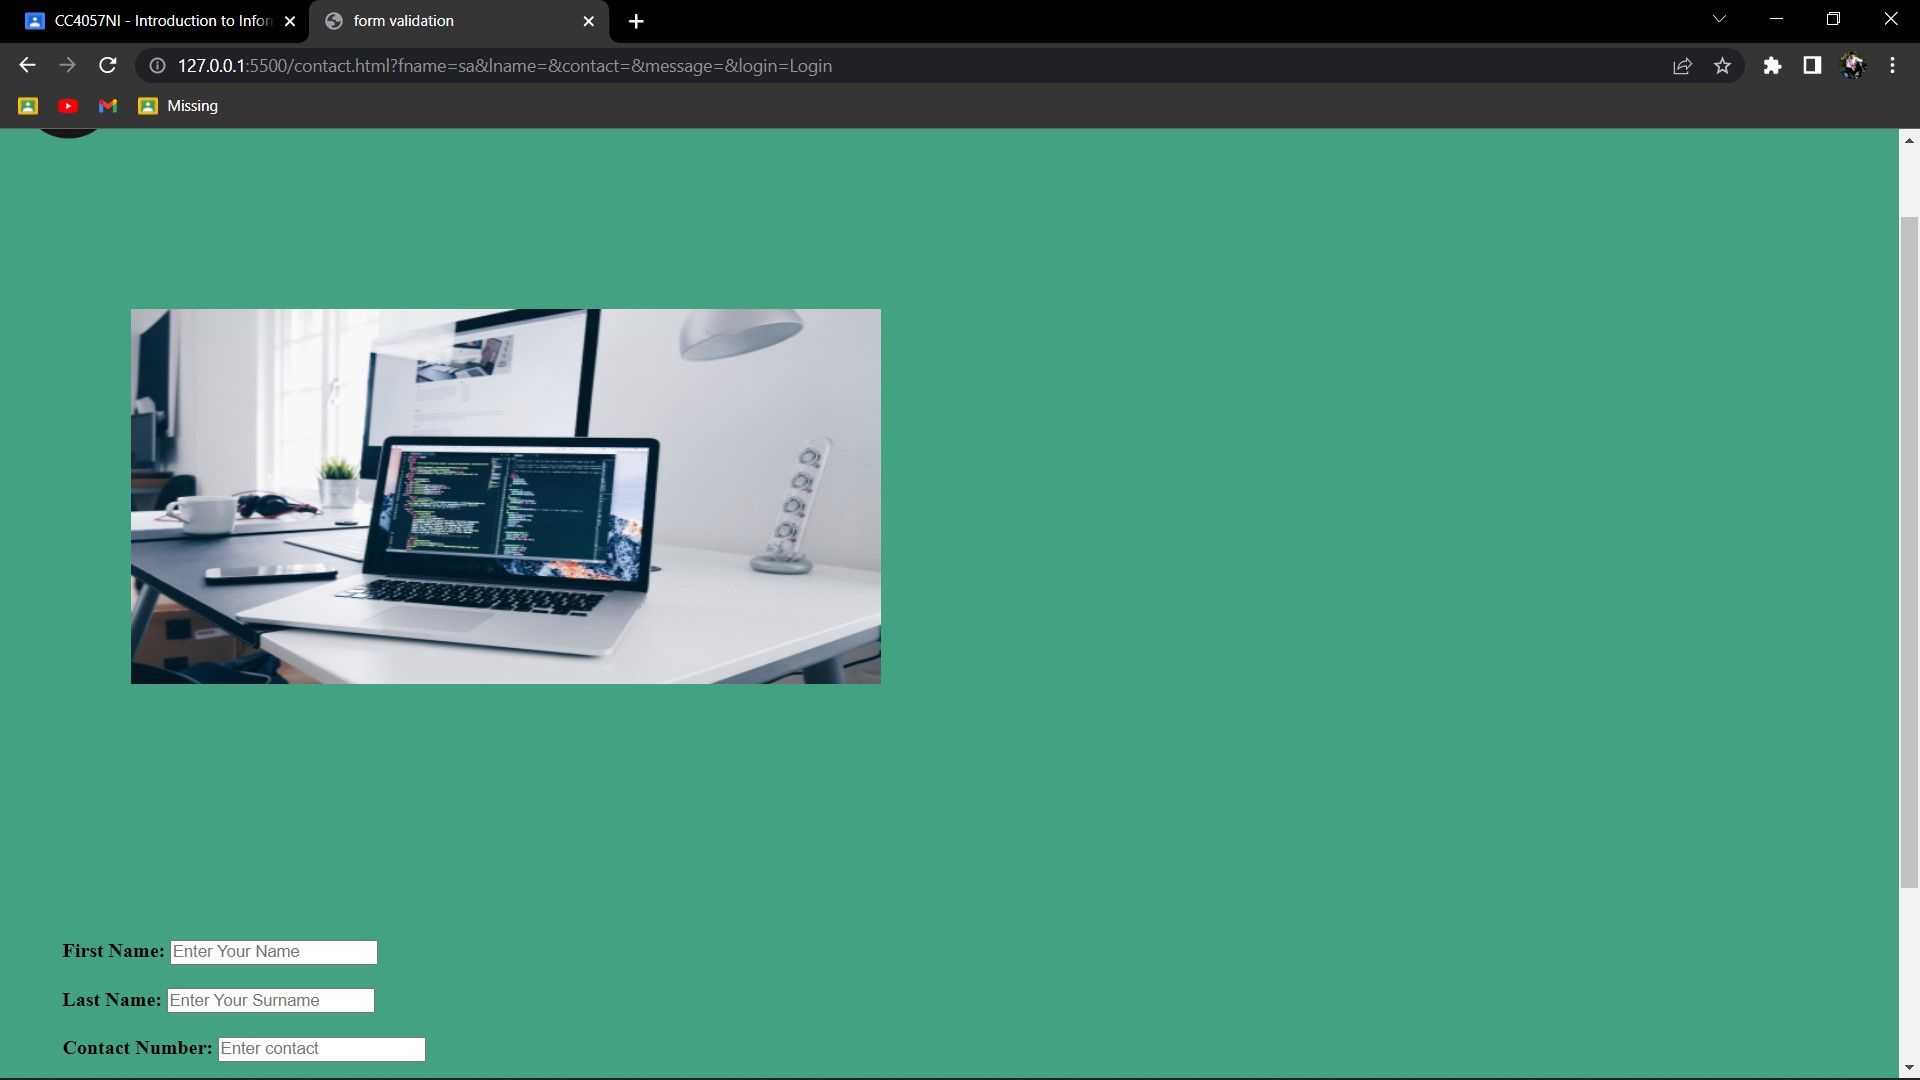 CC4057NI - Introduction to Infor
form validation
127.0.0.1:5500/contact.html?fname=sa&lname=&contact=&message=&login=Login
Missing
First Name: Enter Your Name
Last Name: Enter Your Surname
Contact Number: Enter contact